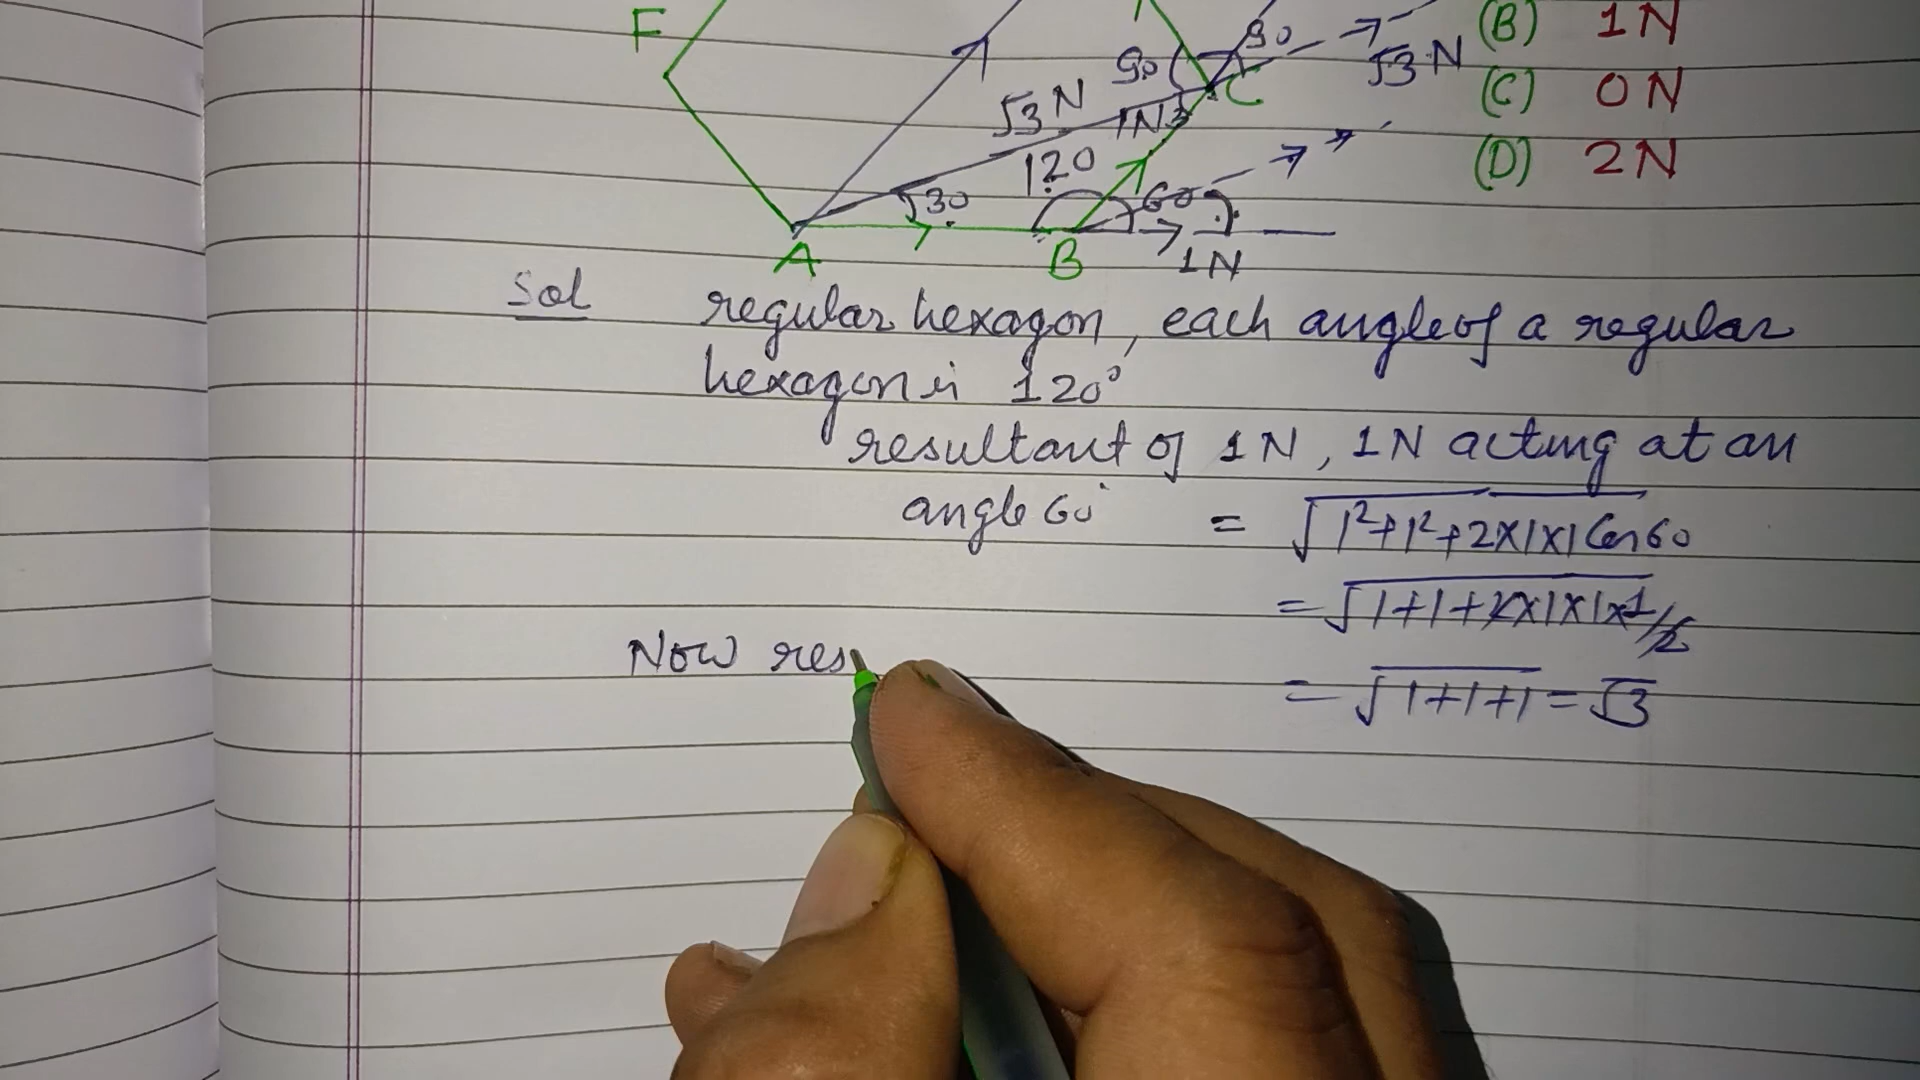 F
90
(B) 1N
√3 N
90
C
(C) 0N
√3 N
1N
120
(D) 2N
30
60
A
B
1N
Sol regular hexagon, each angle of a regular
hexagon is 120°
resultant of 1N, 1N acting at an
angle 60° = √1²+1²+2×1×1 Cos 60
= √1+1+2×1×1×1/2
Now res
= √1+1+1 = √3